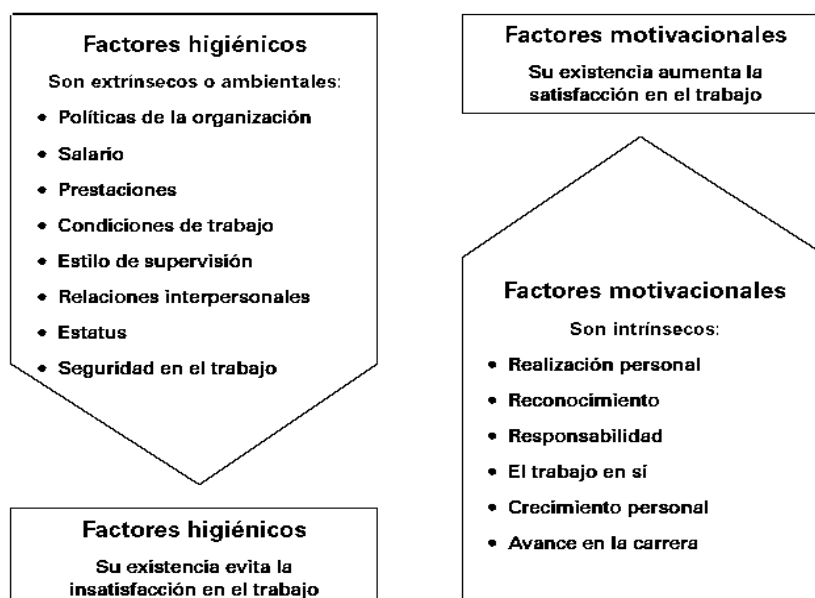 Factores higiénicos
Son extrínsecos o ambientales:
• Políticas de la organización
• Salario
• Prestaciones
• Condiciones de trabajo
• Estilo de supervisión
• Relaciones interpersonales
• Estatus
• Seguridad en el trabajo
Factores higiénicos
Su existencia evita la
insatisfacción en el trabajo
Factores motivacionales
Su existencia aumenta la
satisfacción en el trabajo
Factores motivacionales
Son intrínsecos:
• Realización personal
• Reconocimiento
• Responsabilidad
• El trabajo en sí
• Crecimiento personal
• Avance en la carrera